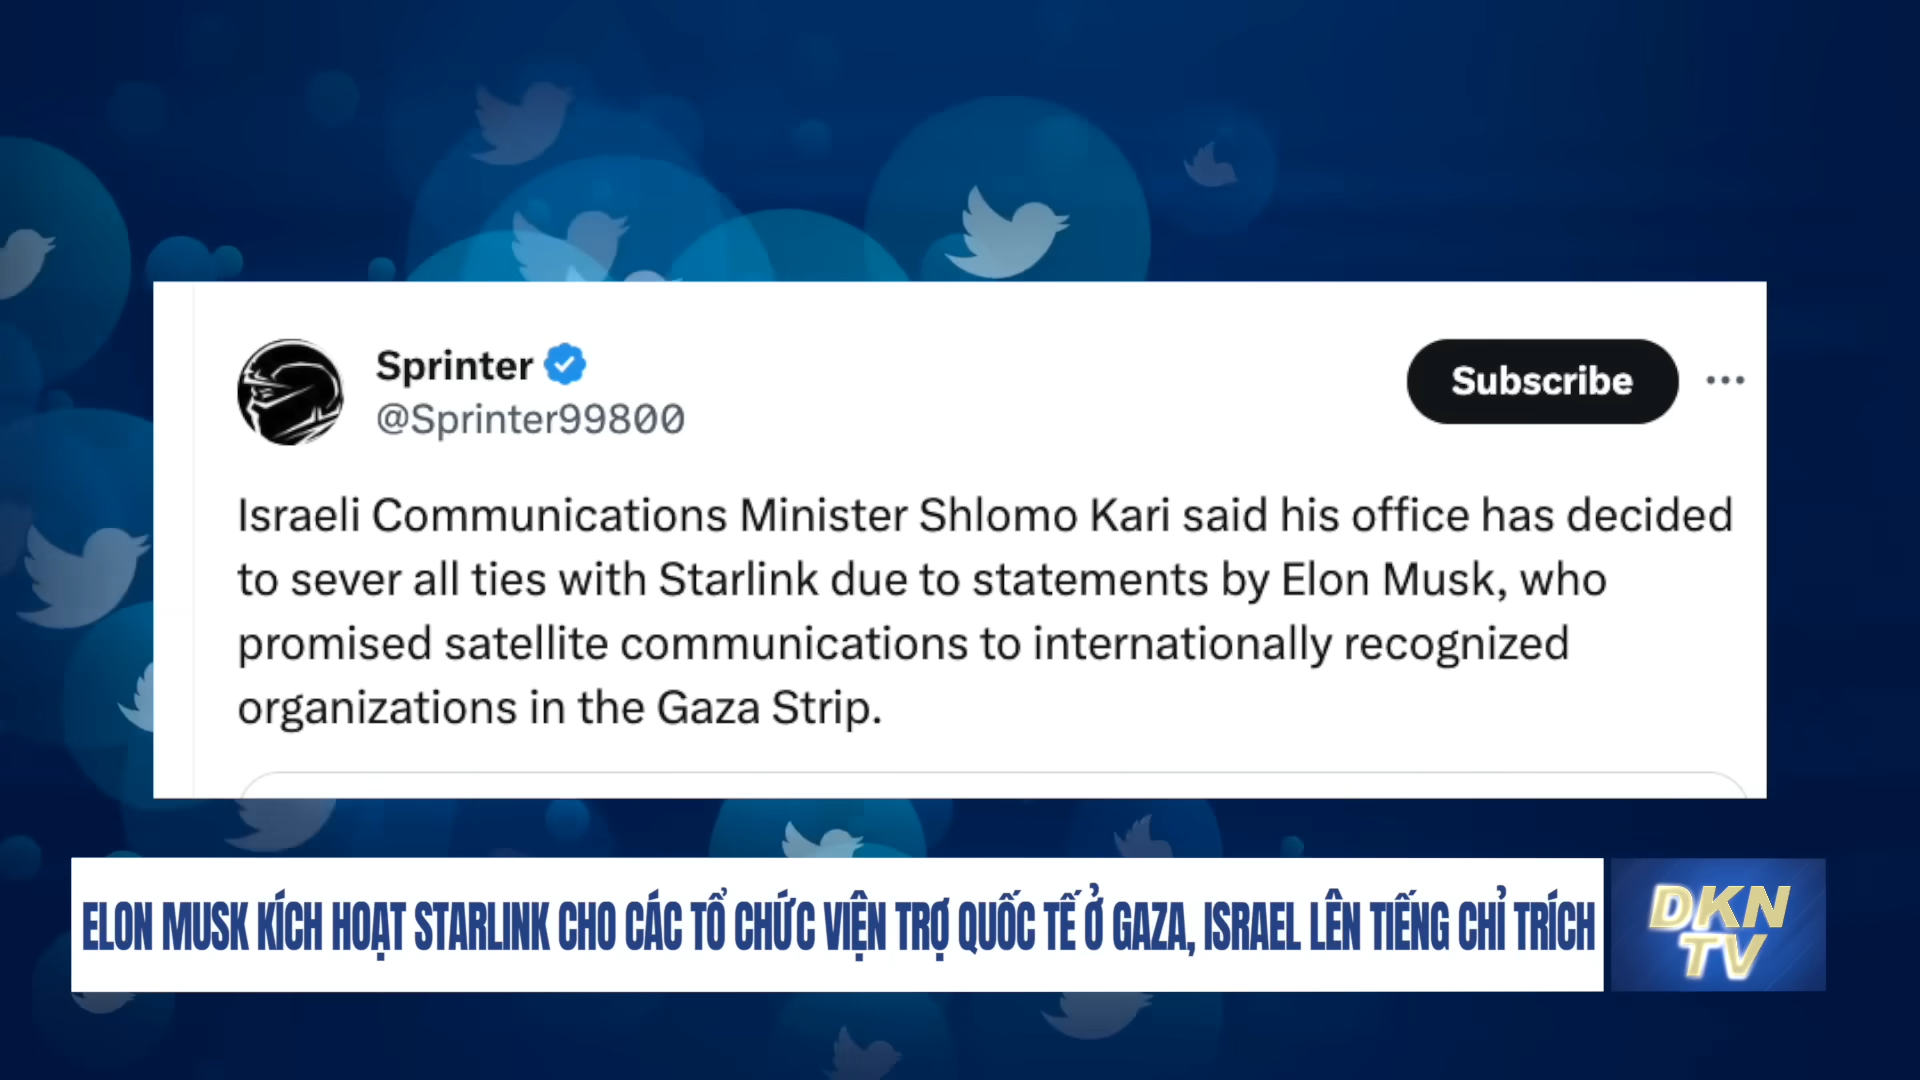 Sprinter
@Sprinter99800
Subscribe
Israeli Communications Minister Shlomo Kari said his office has decided
to sever all ties with Starlink due to statements by Elon Musk, who
promised satellite communications to internationally recognized
organizations in the Gaza Strip.
ELON MUSK KÍCH HOẠT STARLINK CHO CÁC TỔ CHỨC VIỆN TRỢ QUỐC TẾ Ở GAZA, ISRAEL LÊN TIẾNG CHỈ TRÍCH
DKN
TV